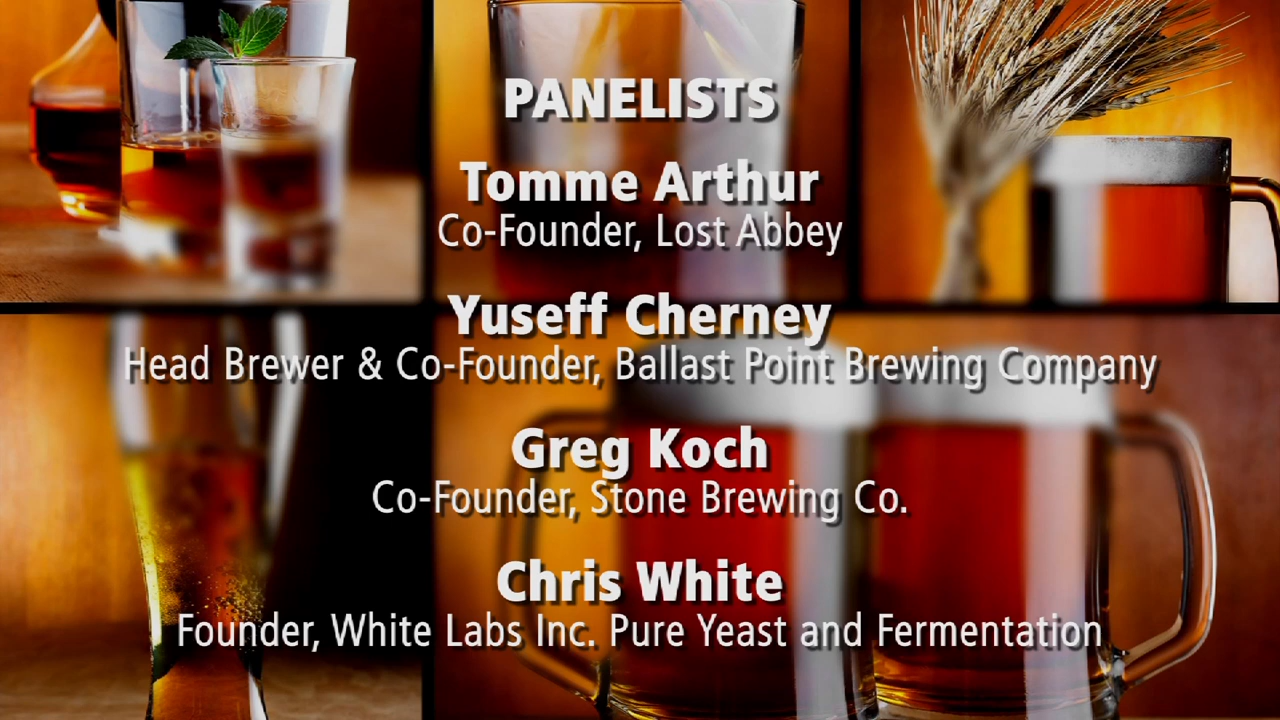 PANELISTS
Tomme Arthur
Co-Founder, Lost Abbey
Yuseff Cherney
Head Brewer & Co-Founder, Ballast Point Brewing Company
Greg Koch
Co-Founder, Stone Brewing Co.
Chris White
Founder, White Labs Inc. Pure Yeast and Fermentation